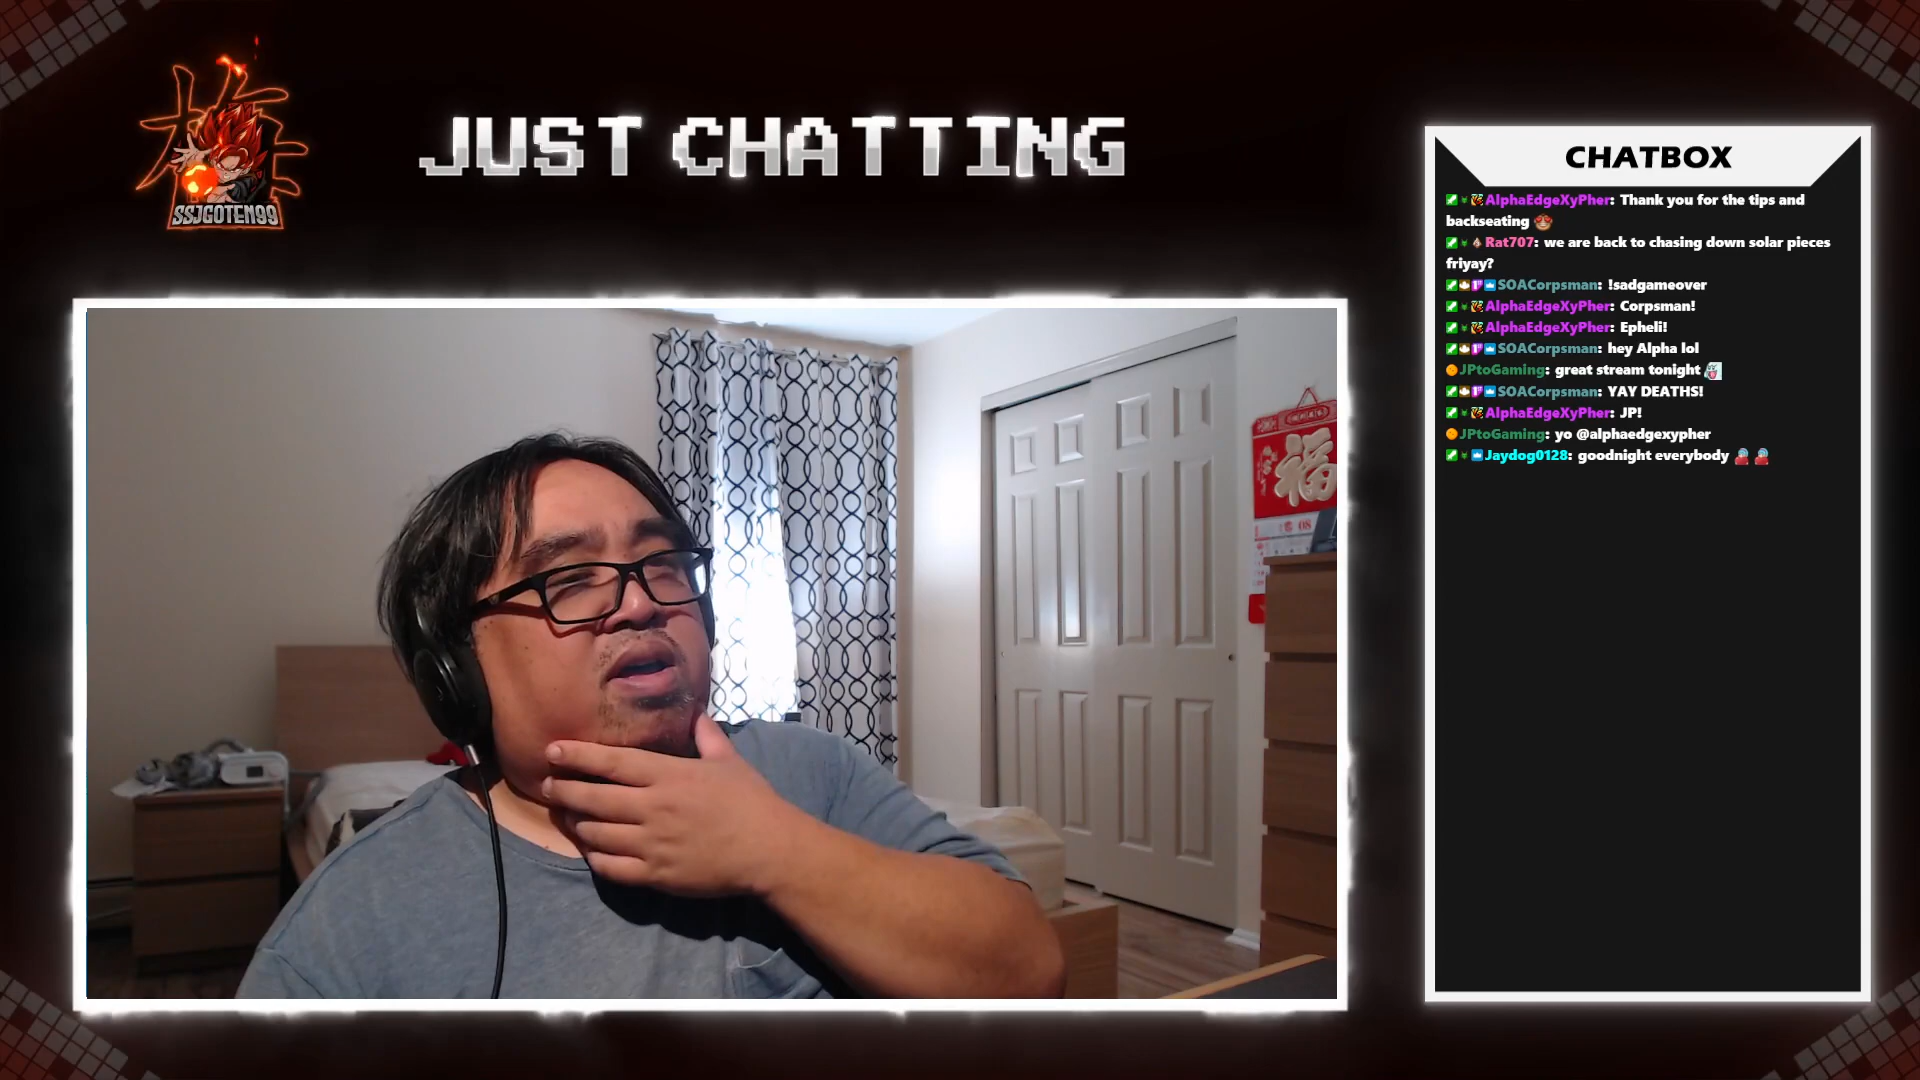 SSJGOTEN99
JUST CHATTING
CHATBOX
AlphaEdgeXyPher: Thank you for the tips and
backseating
Rat707: we are back to chasing down solar pieces
friyay?
SOACorpsman: !sadgameover
AlphaEdgeXyPher: Corpsman!
AlphaEdgeXyPher: Epheli!
SOACorpsman: hey Alpha lol
JPtoGaming: great stream tonight
SOACorpsman: YAY DEATHS!
AlphaEdgeXyPher: JP!
JPtoGaming: yo @alphaedgexypher
Jaydog0128: goodnight everybody
福
08